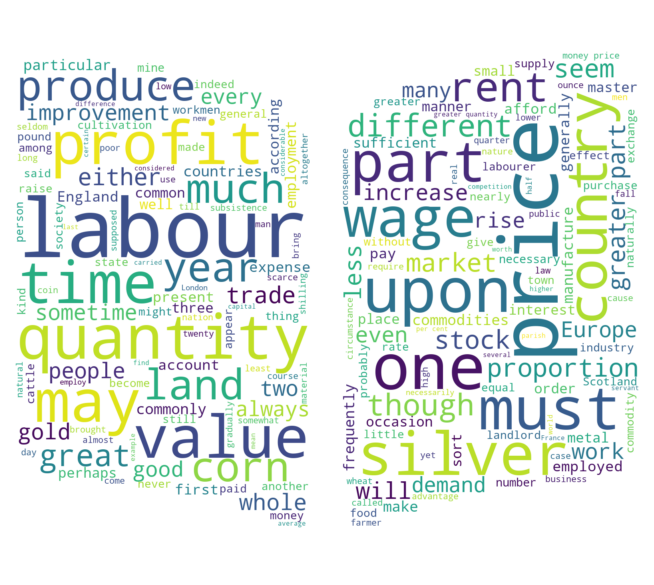 particular
mine
low
indeed
produce
difference
every
improvement
workmen
new
general
according
considerable
seldom
pound
cultivation
certain
among
profit
long
poor
made
employment
altogether
either
much
considered
use
said
countries
raise
England
common
subsistence
person
society
well
till
man
labour
last
supposed
bring
state
carried
year
expense
London
scarce
time
present
trade
kind
coin
capital
shilling
sometime
might
three
thing
nation
twenty
appear
quantity
find
least
people
account
course
natural
cattle
employ
become
land
two
material
may
commonly
still
somewhat
gradually
always
gold
brought
example
value
mean
almost
day
great
come
good
corn
perhaps
never
another
first
paid
whole
money
average
money price
supply
small
ounce
seem
many
rent
master
men
greater
manner
greater quantity
lower
afford
different
generally
exchange
sufficient
quarter
effect
consequence
part
nature
labourer
price
country
real
competition
half
purchase
increase
nearly
fall
wage
rise
public
greater part
naturally
without
give
worth
pay
necessary
law
less
market
require
town
higher
manufacture
cause
circumstance
upon
commodities
interest
place
per cent
parish
even
stock
Europe
rate
industry
probably
one
several
high
proportion
Scotland
equal
order
render
necessarily
though
must
commodity
frequently
occasion
metal
little
landlord
world
France
silver
yet
case
sort
work
wheat
will
demand
employed
advantage
number
business
called
make
food
farmer